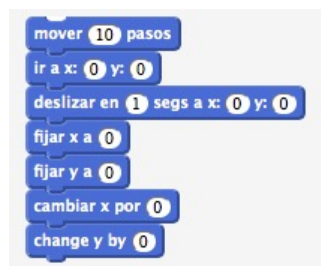 mover 10 pasos
ir a x: 0 y: 0
deslizar en 1 segs a x: 0 y: 0
fijar x a 0
fijar y a 0
cambiar x por 0
change y by 0